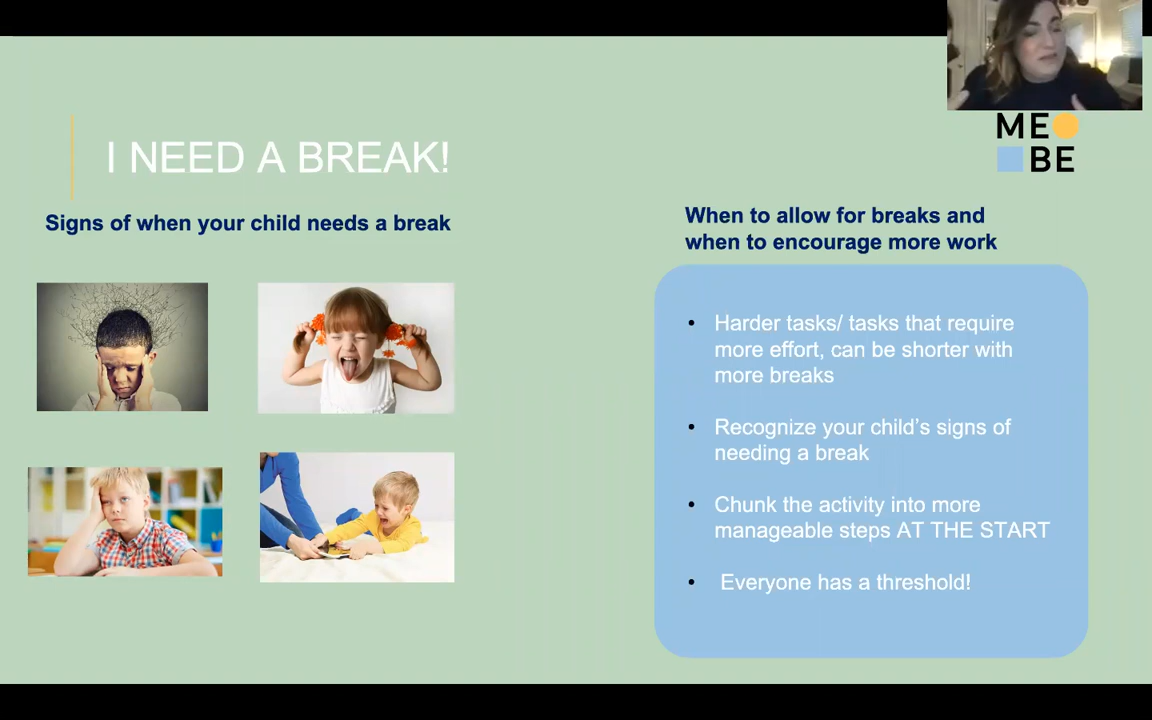 ME
BE
I NEED A BREAK!
Signs of when your child needs a break
When to allow for breaks and
when to encourage more work
• Harder tasks/ tasks that require
more effort, can be shorter with
more breaks
• Recognize your child’s signs of
needing a break
• Chunk the activity into more
manageable steps AT THE START
• Everyone has a threshold!